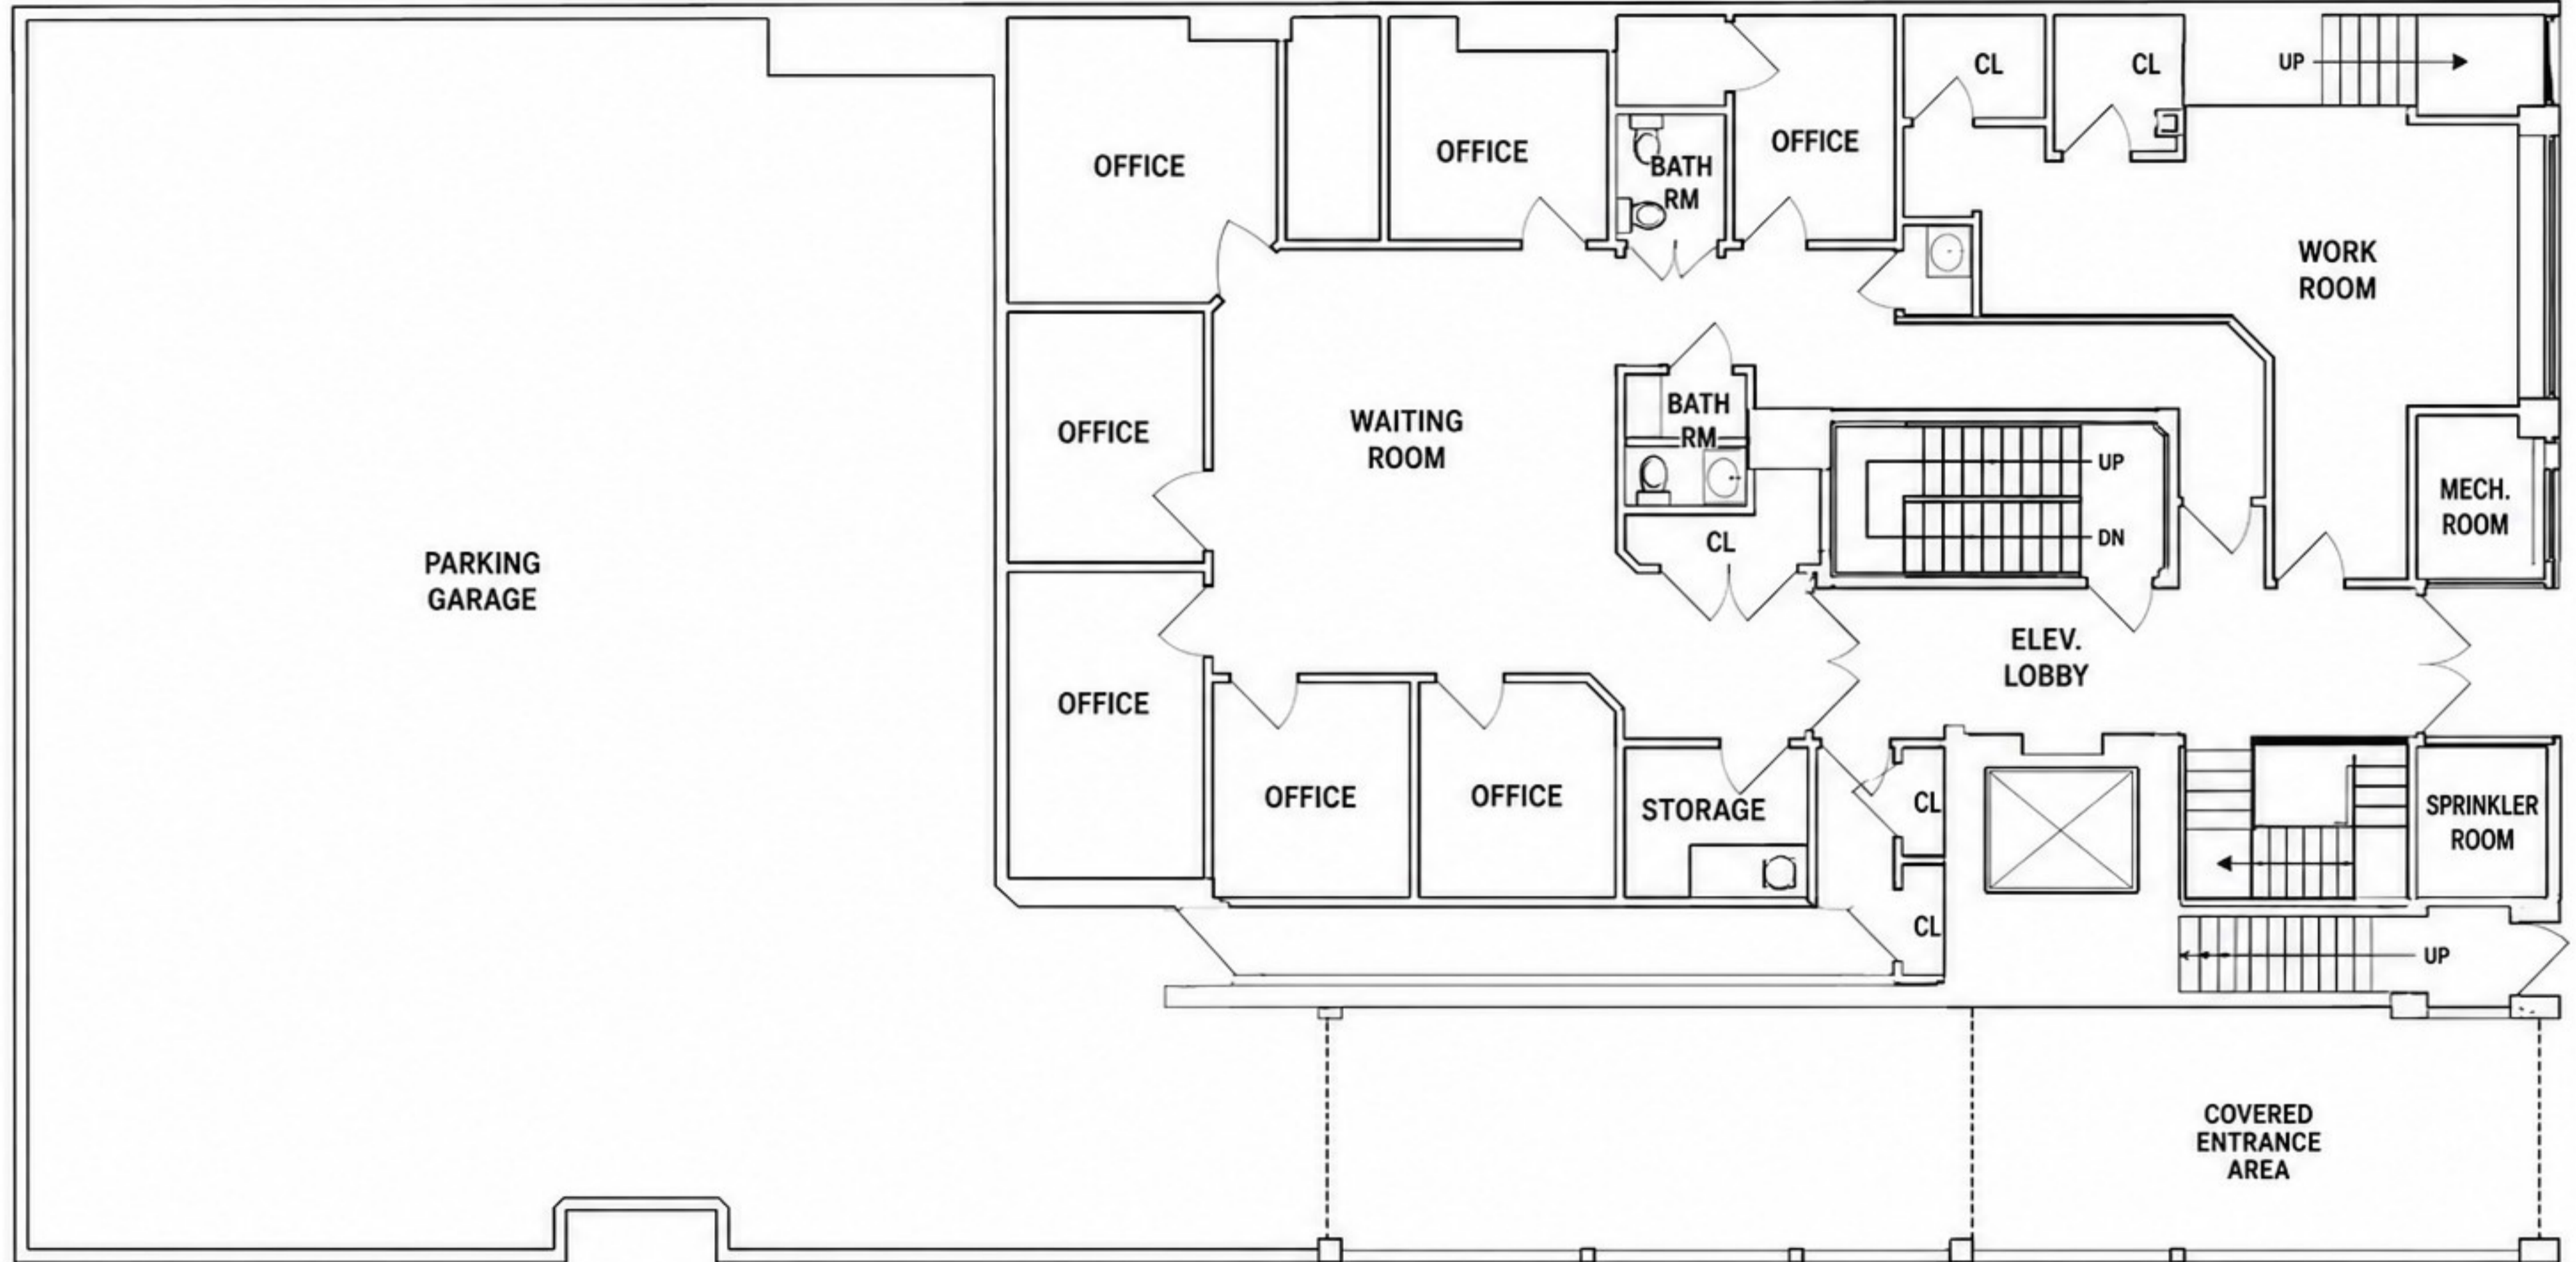 CL
CL
UP
OFFICE
OFFICE
BATH
RM
OFFICE
WORK
ROOM
OFFICE
WAITING
ROOM
BATH
RM
UP
DN
MECH.
ROOM
CL
PARKING
GARAGE
ELEV.
LOBBY
OFFICE
OFFICE
OFFICE
STORAGE
CL
SPRINKLER
ROOM
CL
UP
COVERED
ENTRANCE
AREA